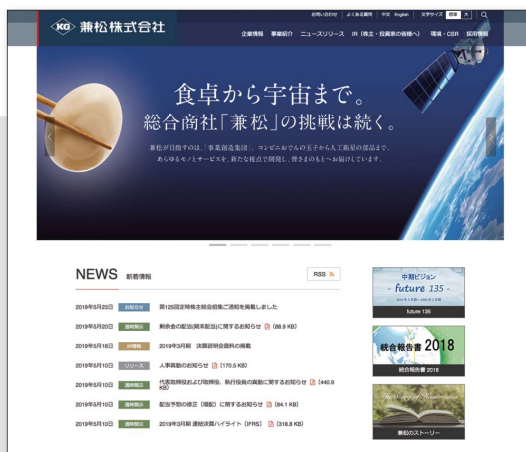 お問い合わせ よくある質問 中文 English 文字サイズ 標準 大
KG 兼松株式会社
企業情報 事業紹介 ニュースリリース IR(株主・投資家の皆様へ) 環境・CSR 採用情報
食卓から宇宙まで。
総合商社「兼松」の挑戦は続く。
兼松が目指すのは、「事業創造集団」。コンビニおでんの玉子から人工衛星の部品まで、
あらゆるモノとサービスを、新たな視点で開発し、皆さまのもとへお届けしています。
NEWS 新着情報
RSS
2019年5月23日 お知らせ 第125回定時株主総会招集ご通知を掲載しました
2019年5月20日 適時開示 剰余金の配当(期末配当)に関するお知らせ (88.9 KB)
2019年5月16日 IR情報 2019年3月期 決算説明会資料の掲載
2019年5月10日 リリース 人事異動のお知らせ (170.5 KB)
2019年5月10日 適時開示 代表取締役および取締役、執行役員の異動に関するお知らせ (440.9
KB)
2019年5月10日 適時開示 配当予想の修正(増配)に関するお知らせ (84.1 KB)
2019年5月10日 適時開示 2019年3月期 連結決算ハイライト(IFRS) (318.8 KB)
中期ビジョン
- future 135 -
future 135
統合報告書 2018
統合報告書 2018
兼松のストーリー